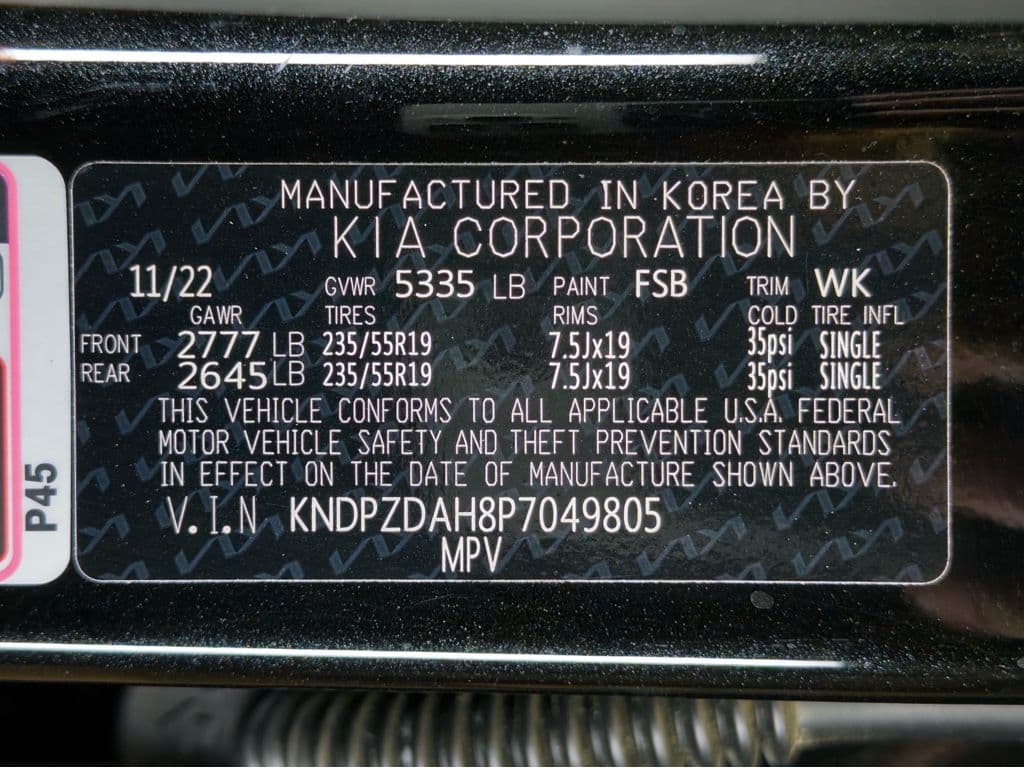 MANUFACTURED IN KOREA BY
KIA CORPORATION
11/22 GVWR 5335 LB PAINT FSB TRIM WK
GAWR TIRES RIMS COLD TIRE INFL
FRONT 2777 LB 235/55R19 7.5Jx19 35psi SINGLE
REAR 2645 LB 235/55R19 7.5Jx19 35psi SINGLE
THIS VEHICLE CONFORMS TO ALL APPLICABLE U.S.A. FEDERAL
MOTOR VEHICLE SAFETY AND THEFT PREVENTION STANDARDS
IN EFFECT ON THE DATE OF MANUFACTURE SHOWN ABOVE.
V.I.N KNDPZDAH8P7049805
MPV
P45